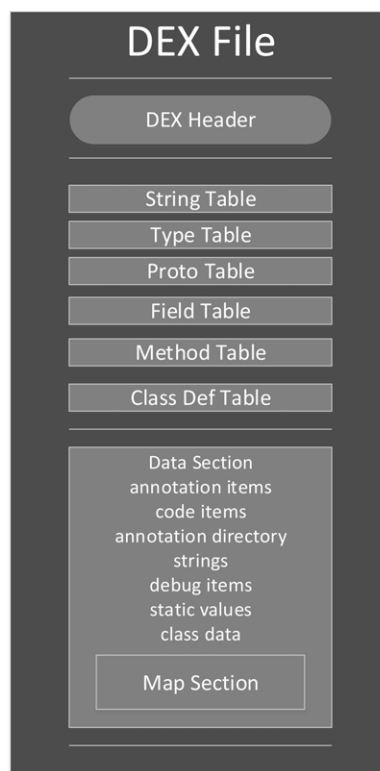 DEX File
DEX Header
String Table
Type Table
Proto Table
Field Table
Method Table
Class Def Table
Data Section
annotation items
code items
annotation directory
strings
debug items
static values
class data
Map Section